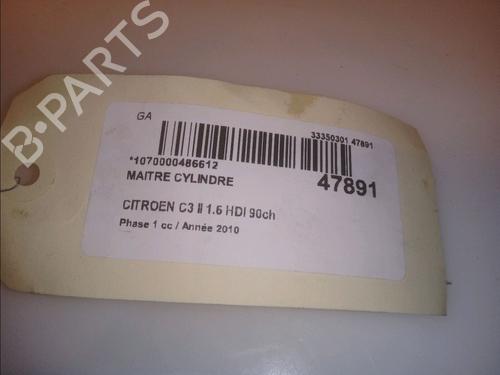 B-PARTS
GA
33350301 47891
*1070000486612
MAITRE CYLINDRE
47891
CITROEN C3 II 1.6 HDI 90ch
Phase 1 cc / Année 2010